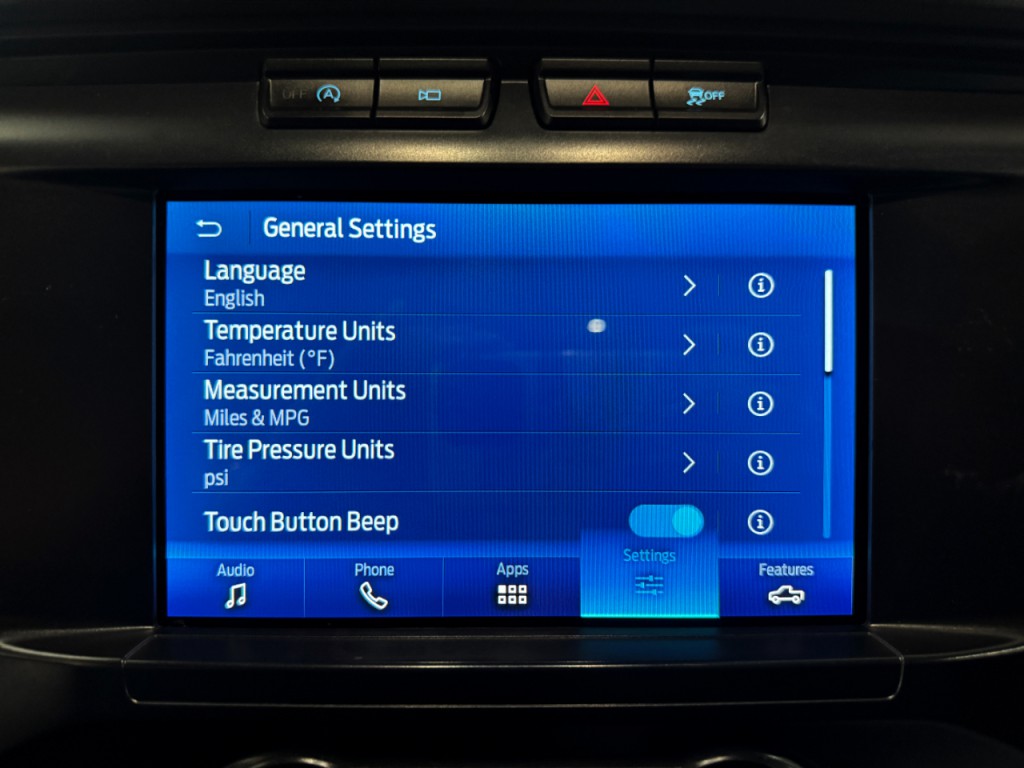 OFF A
OFF
General Settings
Language
English
Temperature Units
Fahrenheit (°F)
Measurement Units
Miles & MPG
Tire Pressure Units
psi
Touch Button Beep
Audio
Phone
Apps
Settings
Features